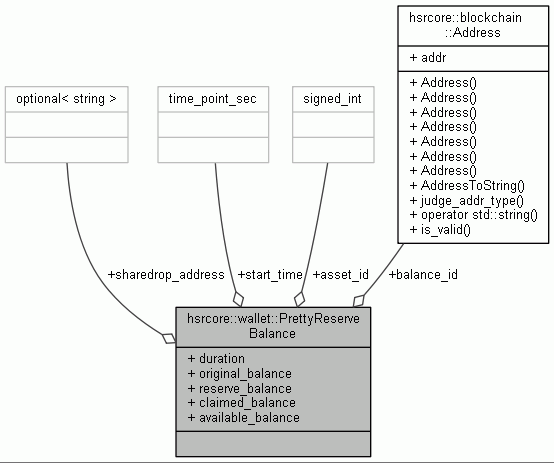 hsrcore::blockchain
::Address
+ addr
+ Address()
+ Address()
+ Address()
+ Address()
+ Address()
+ Address()
+ Address()
+ AddressToString()
+ judge_addr_type()
+ operator std::string()
+ is_valid()
optional< string >
time_point_sec
signed_int
+sharedrop_address
+start_time
+asset_id
+balance_id
hsrcore::wallet::PrettyReserve
Balance
+ duration
+ original_balance
+ reserve_balance
+ claimed_balance
+ available_balance